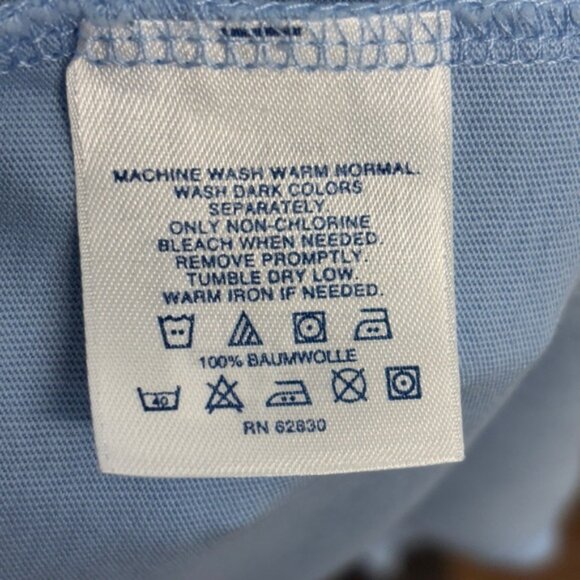 MACHINE WASH WARM NORMAL.
WASH DARK COLORS
SEPARATELY
ONLY NON-CHLORINE
BLEACH WHEN NEEDED.
REMOVE PROMPTLY.
TUMBLE DRY LOW.
WARM IRON IF NEEDED.
100% BAUMWOLLE
40
RN 62830